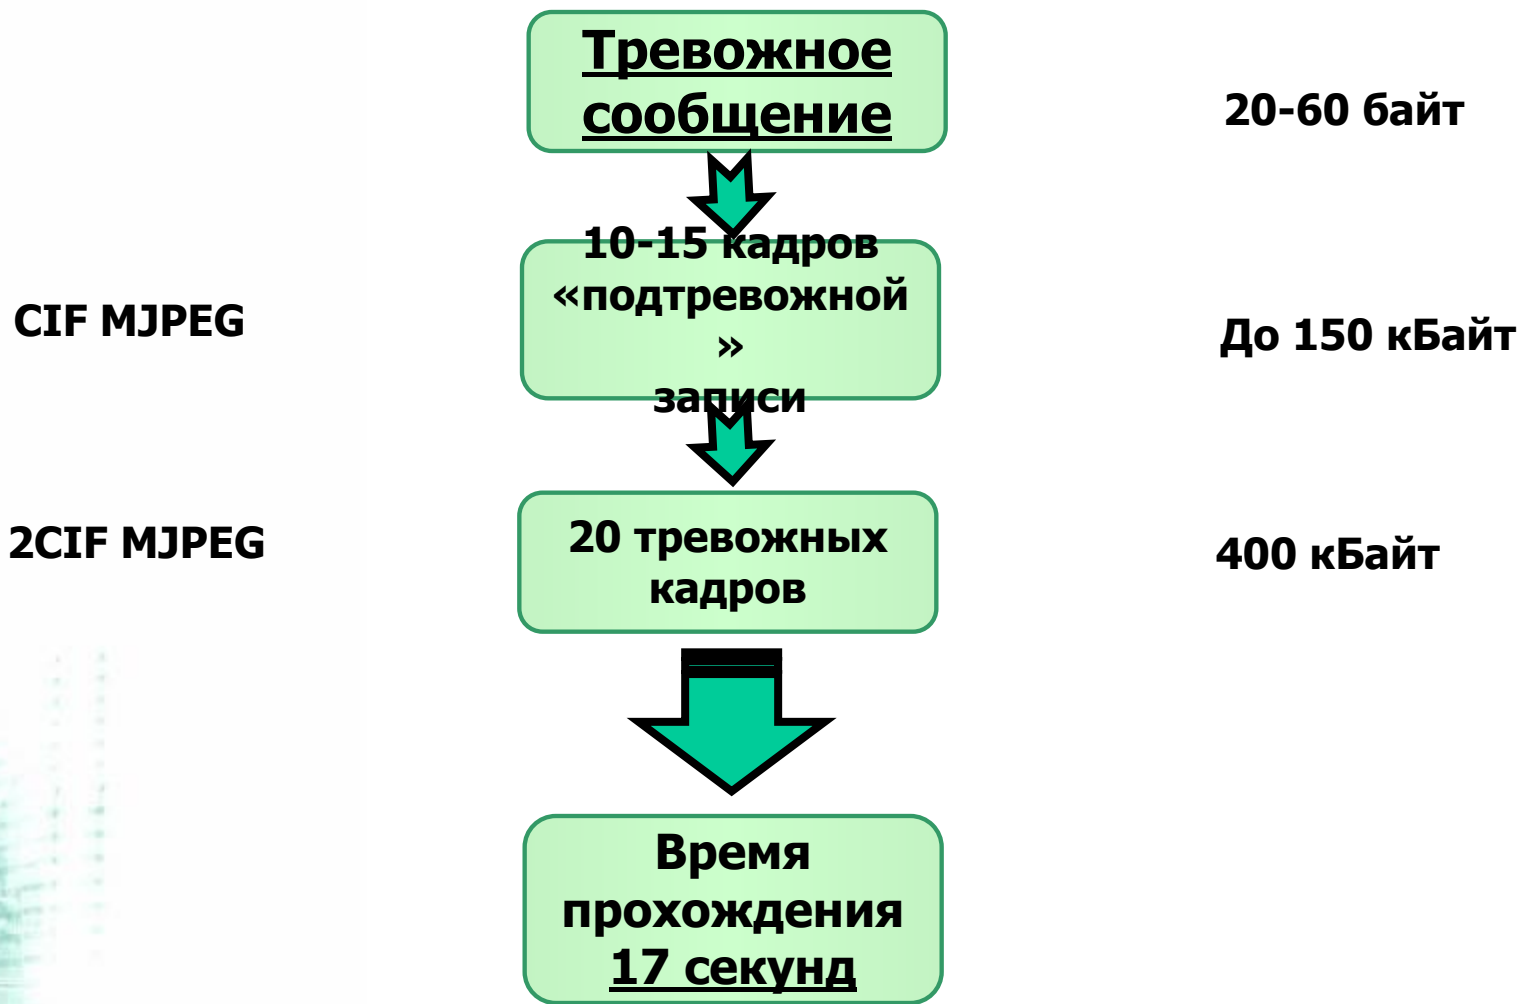 Тревожное
сообщение
20-60 байт
10-15 кадров
«подтревожной
»
записи
CIF MJPEG
До 150 кБайт
20 тревожных
кадров
2CIF MJPEG
400 кБайт
Время
прохождения
17 секунд